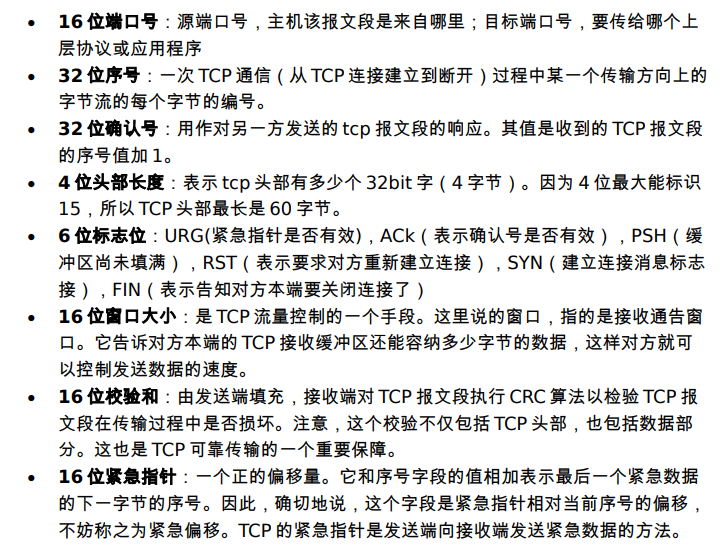 • 16 位端口号：源端口号，主机该报文段是来自哪里；目标端口号，要传给哪个上
层协议或应用程序
• 32 位序号：一次 TCP 通信（从 TCP 连接建立到断开）过程中某一个传输方向上的
字节流的每个字节的编号。
• 32 位确认号：用作对另一方发送的 tcp 报文段的响应。其值是收到的 TCP 报文段
的序号值加 1。
• 4 位头部长度：表示 tcp 头部有多少个 32bit 字（4 字节）。因为 4 位最大能标识
15，所以 TCP 头部最长是 60 字节。
• 6 位标志位：URG(紧急指针是否有效)，ACk（表示确认号是否有效），PSH（缓
冲区尚未填满），RST（表示要求对方重新建立连接），SYN（建立连接消息标志
接），FIN（表示告知对方本端要关闭连接了）
• 16 位窗口大小：是 TCP 流量控制的一个手段。这里说的窗口，指的是接收通告窗
口。它告诉对方本端的 TCP 接收缓冲区还能容纳多少字节的数据，这样对方就可
以控制发送数据的速度。
• 16 位校验和：由发送端填充，接收端对 TCP 报文段执行 CRC 算法以检验 TCP 报
文段在传输过程中是否损坏。注意，这个校验不仅包括 TCP 头部，也包括数据部
分。这也是 TCP 可靠传输的一个重要保障。
• 16 位紧急指针：一个正的偏移量。它和序号字段的值相加表示最后一个紧急数据
的下一字节的序号。因此，确切地说，这个字段是紧急指针相对当前序号的偏移，
不妨称之为紧急偏移。TCP 的紧急指针是发送端向接收端发送紧急数据的方法。